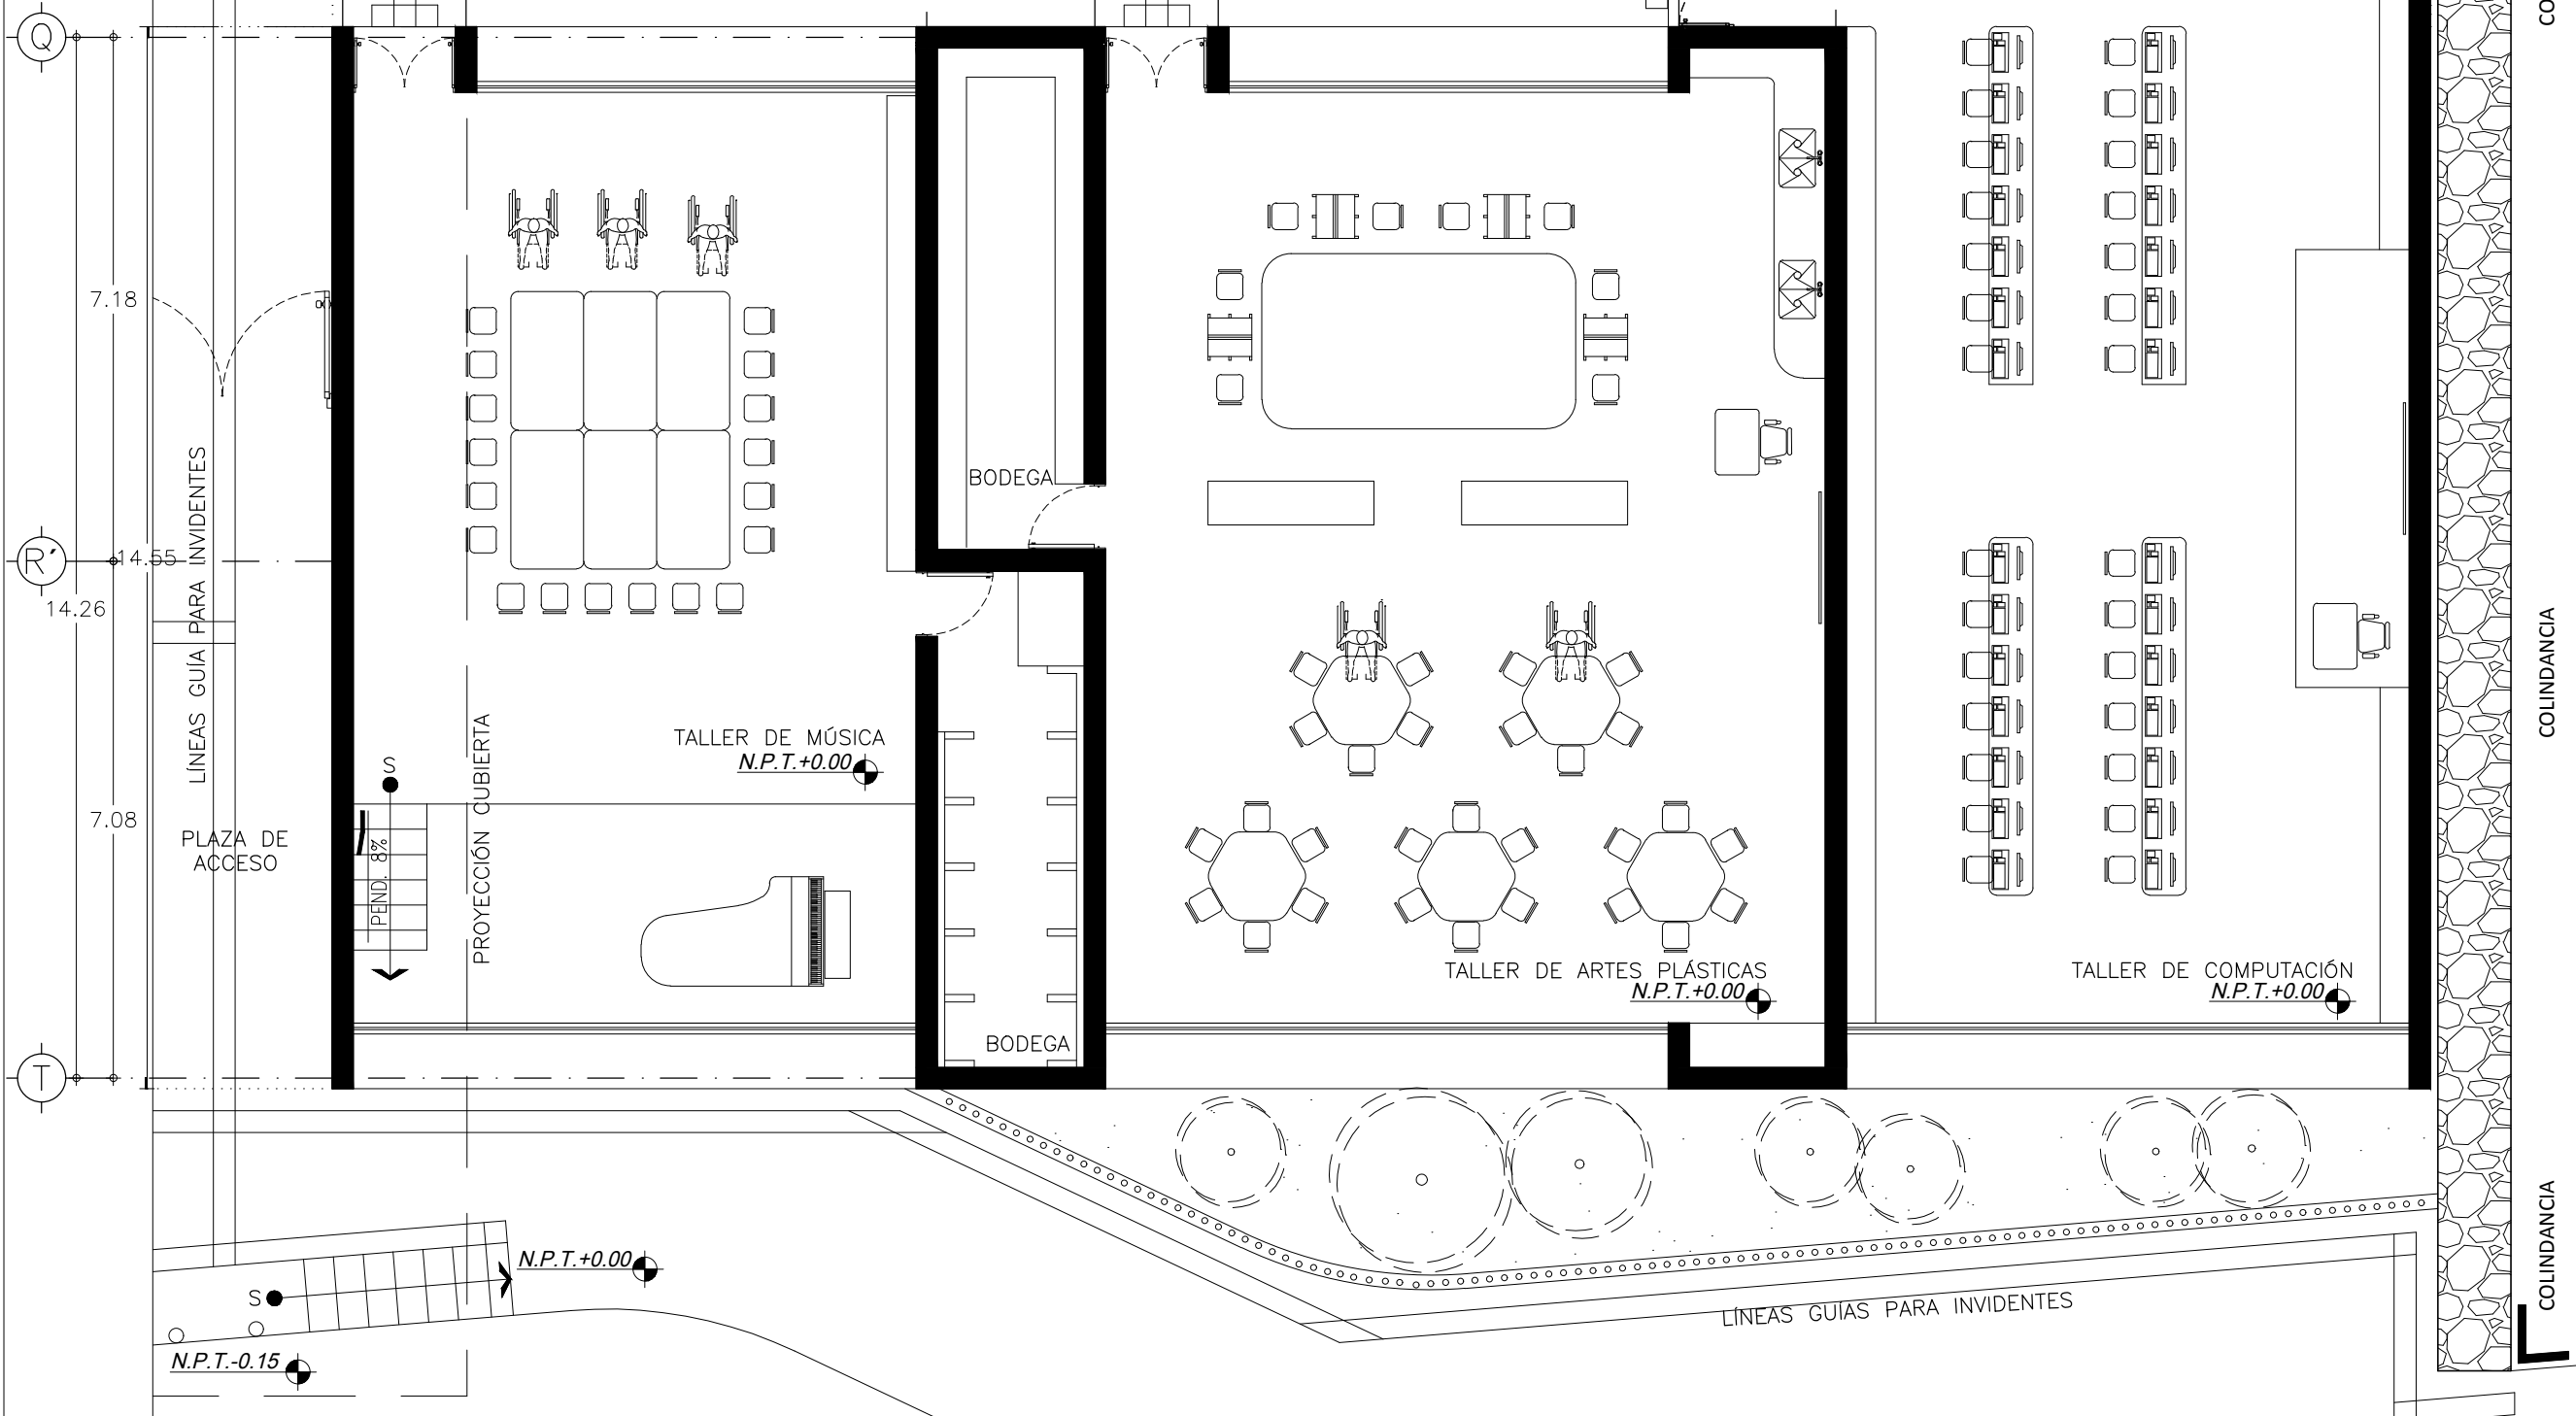 CO
CO
Q
7.18
LÍNEAS GUÍA PARA INVIDENTES
BODEGA
R'
14.55
14.26
COLINDANCIA
TALLER DE MÚSICA
N.P.T.+0.00
S
PROYECCIÓN CUBIERTA
7.08
PLAZA DE
ACCESO
PEND. 8%
TALLER DE ARTES PLÁSTICAS
N.P.T.+0.00
TALLER DE COMPUTACIÓN
N.P.T.+0.00
BODEGA
T
COLINDANCIA
N.P.T.+0.00
S
LÍNEAS GUÍAS PARA INVIDENTES
N.P.T.-0.15